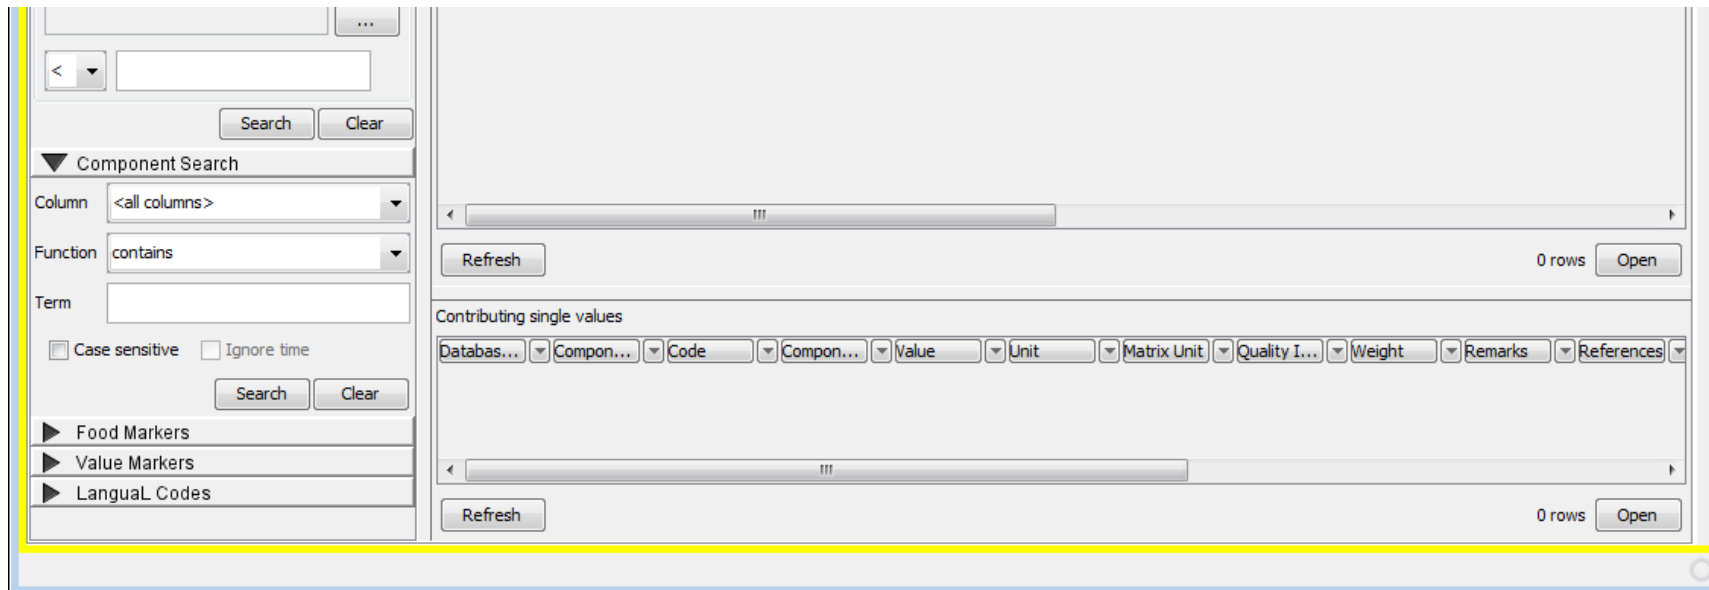 ...
<
Search Clear
Component Search
Column <all columns>
Function contains
Term
Case sensitive Ignore time
Search Clear
Food Markers
Value Markers
LanguaL Codes
Refresh 0 rows Open
Contributing single values
Databas... Compon... Code Compon... Value Unit Matrix Unit Quality I... Weight Remarks References
Refresh 0 rows Open